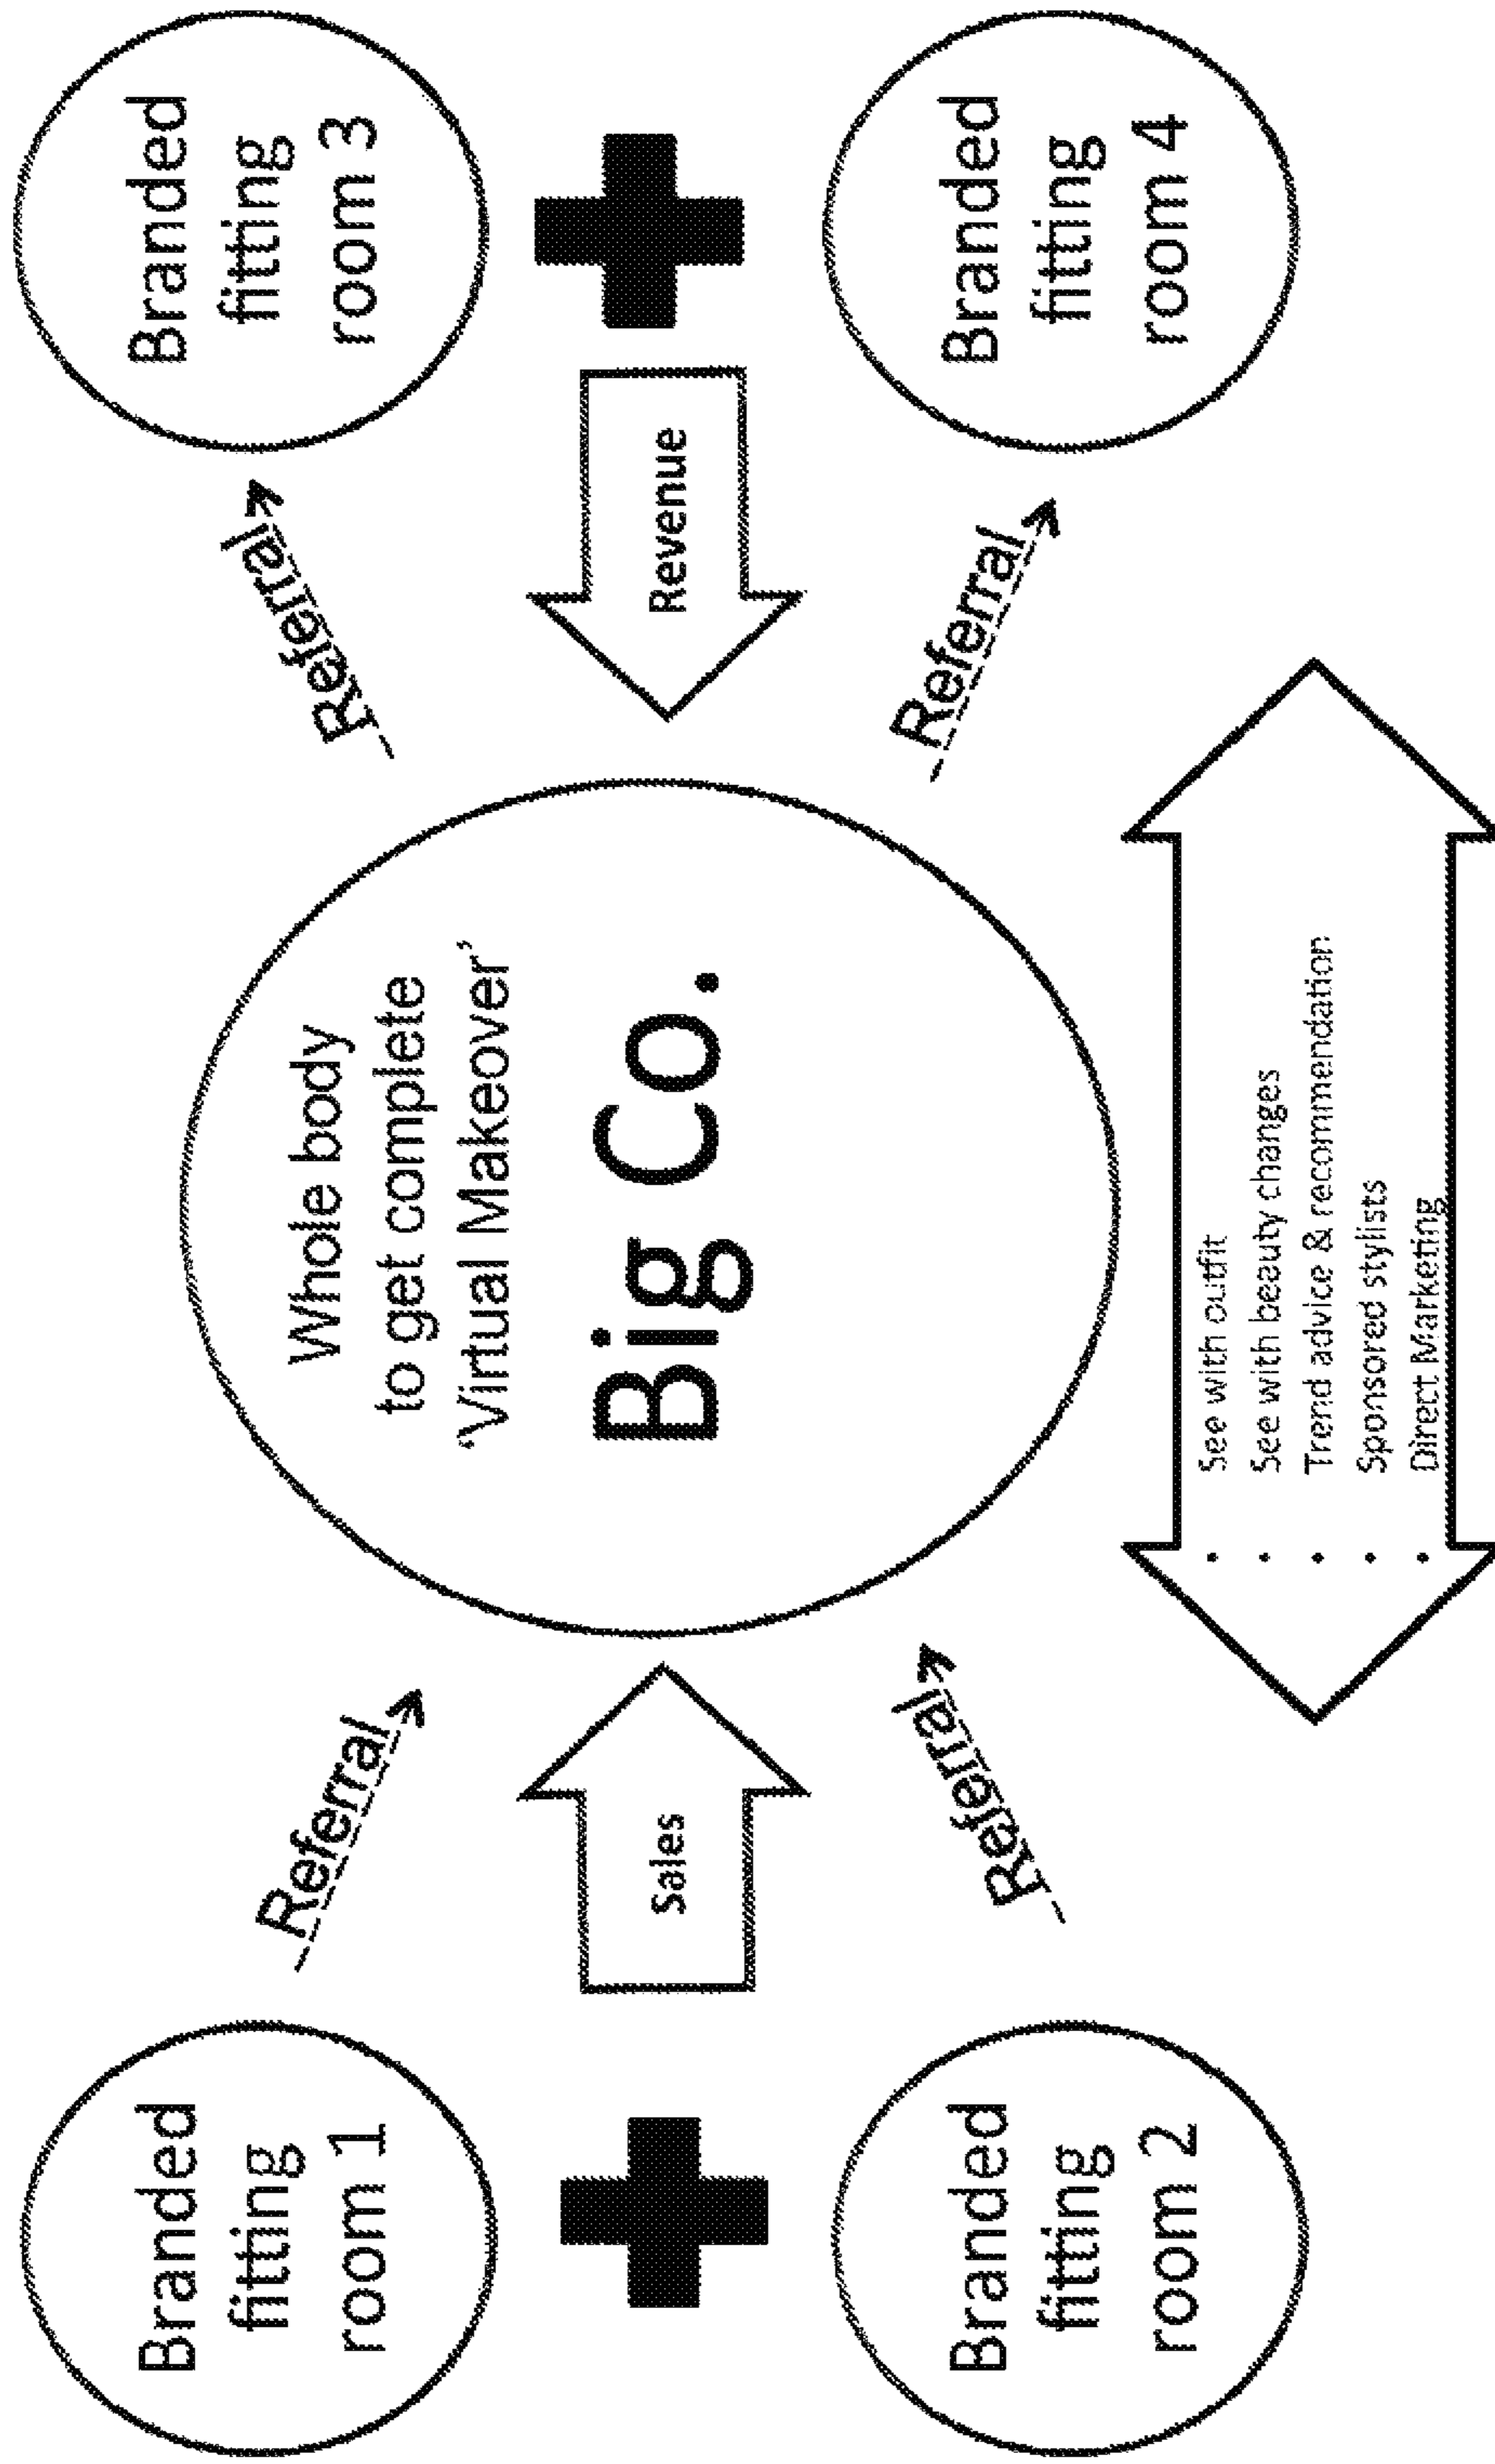 Branded
fitting
room 1
Branded
fitting
room 2
Referral
Sales
Referral
Whole body
to get complete
‘Virtual Makeover’
Big Co.
• See with outfit
• See with beauty changes
• Trend advice & recommendation
• Sponsored stylists
• Direct Marketing
Referral
Revenue
Referral
Branded
fitting
room 3
Branded
fitting
room 4